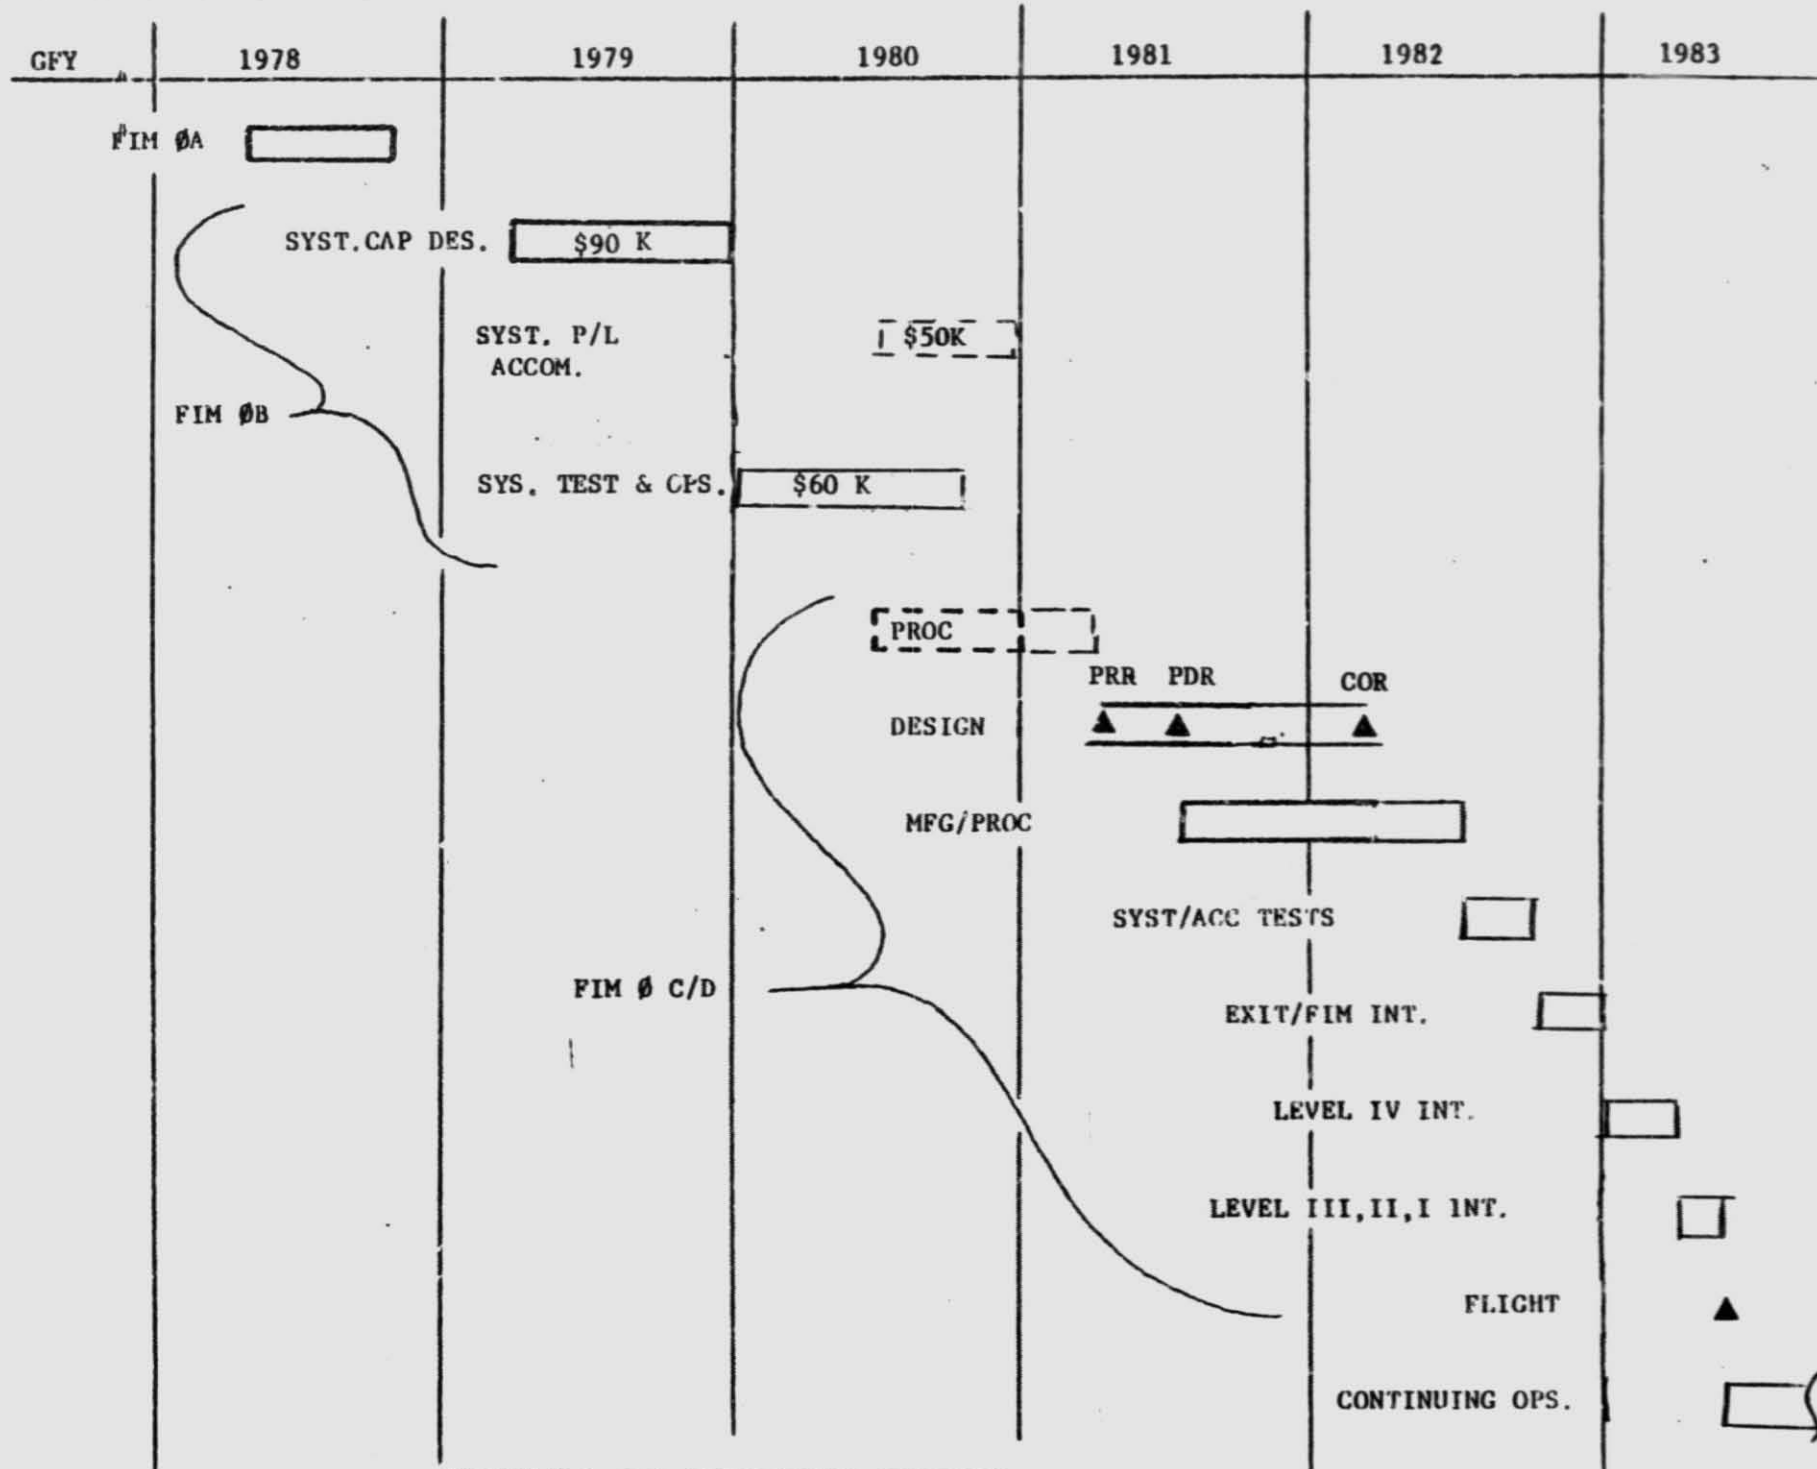 GFY 1978 1979 1980 1981 1982 1983
FIM ØA
SYST.CAP DES. $90 K
SYST. P/L $50K
ACCOM.
FIM ØB
SYS. TEST & OPS. $60 K
PROC
PRR PDR COR
DESIGN
MFG/PROC
SYST/ACC TESTS
FIM Ø C/D
EXIT/FIM INT.
LEVEL IV INT.
LEVEL III,II,I INT.
FLIGHT
CONTINUING OPS.